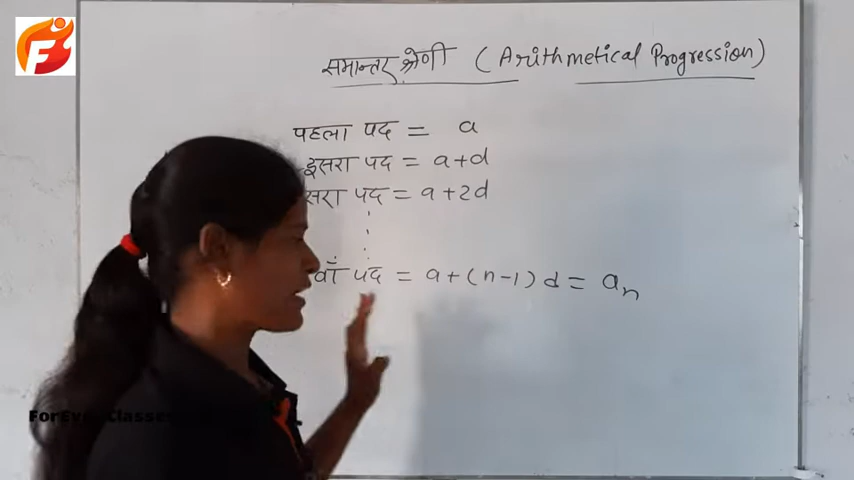 समान्तर श्रेणी (Arithmetical Progression)
पहला पद = a
दूसरा पद = a+d
सरा पद = a+2d
वाँ पद = a+(n-1)d = an
ForEver Classes